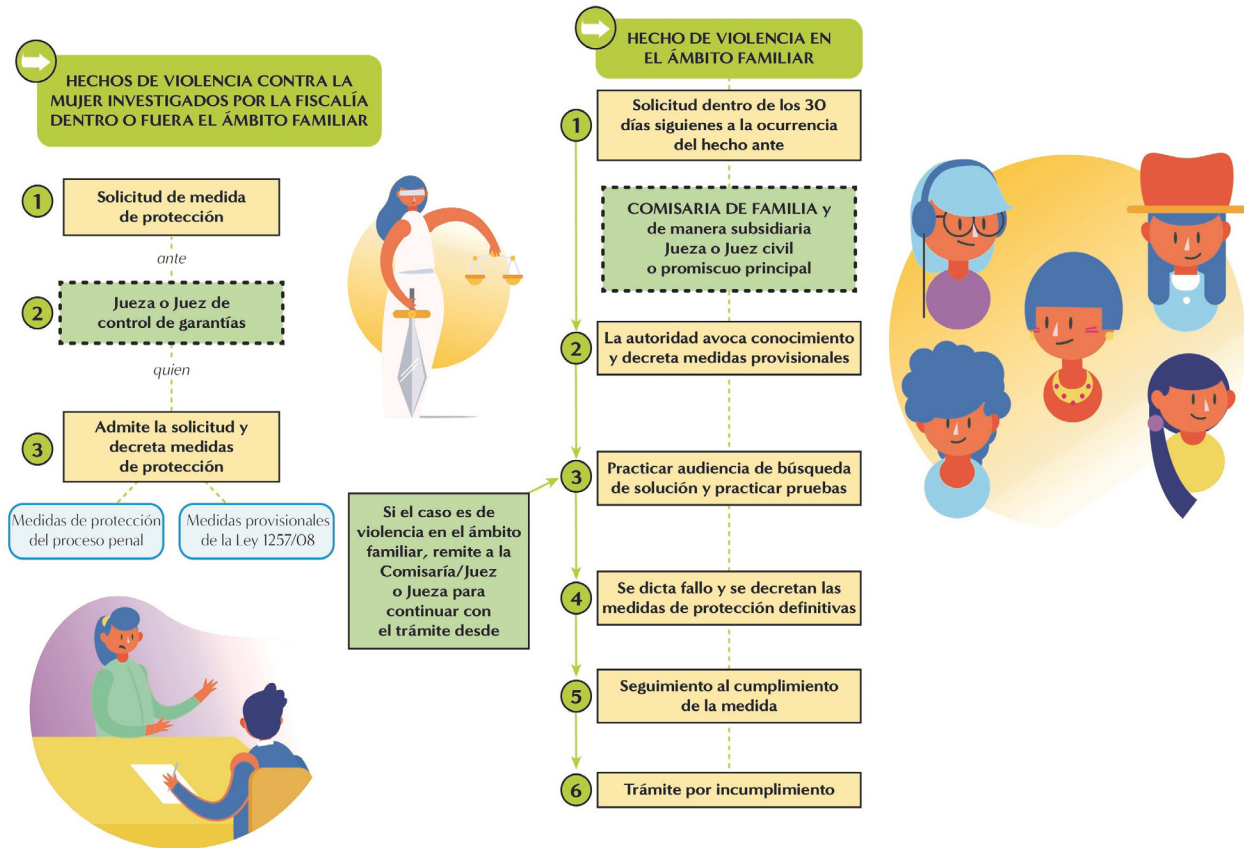 HECHOS DE VIOLENCIA CONTRA LA
MUJER INVESTIGADOS POR LA FISCALÍA
DENTRO O FUERA EL ÁMBITO FAMILIAR
1
Solicitud de medida
de protección
ante
2
Jueza o Juez de
control de garantías
quien
3
Admite la solicitud y
decreta medidas
de protección
Medidas de protección
del proceso penal
Medidas provisionales
de la Ley 1257/08
Si el caso es de
violencia en el ámbito
familiar, remite a la
Comisaría/Juez
o Jueza para
continuar con
el trámite desde
HECHO DE VIOLENCIA EN
EL ÁMBITO FAMILIAR
1
Solicitud dentro de los 30
días siguienes a la ocurrencia
del hecho ante
COMISARIA DE FAMILIA y
de manera subsidiaria
Jueza o Juez civil
o promiscuo principal
2
La autoridad avoca conocimiento
y decreta medidas provisionales
3
Practicar audiencia de búsqueda
de solución y practicar pruebas
4
Se dicta fallo y se decretan las
medidas de protección definitivas
5
Seguimiento al cumplimiento
de la medida
6
Trámite por incumplimiento